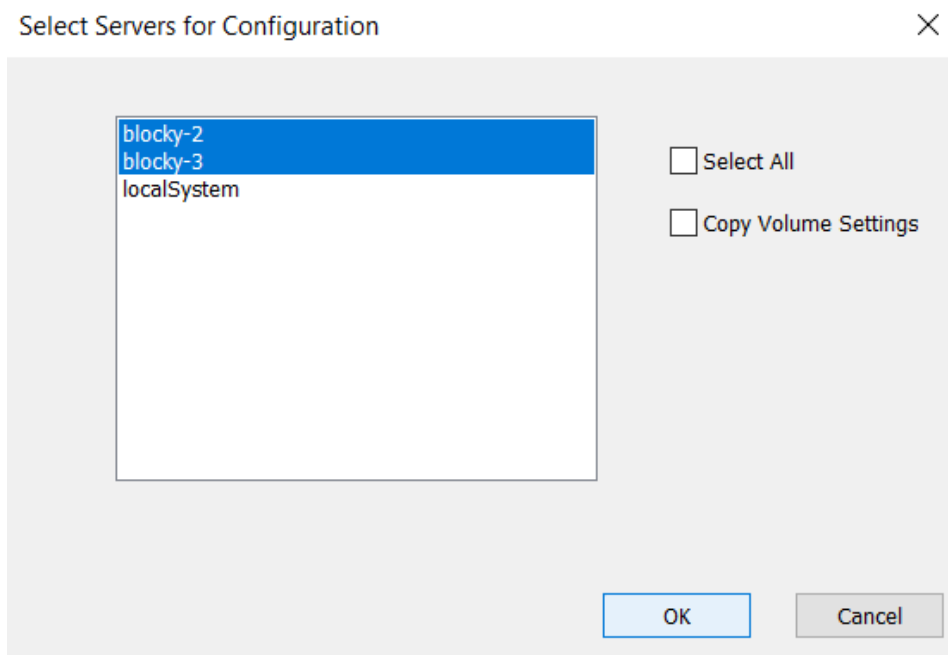 Select Servers for Configuration
blocky-2
blocky-3
localSystem
Select All
Copy Volume Settings
OK
Cancel